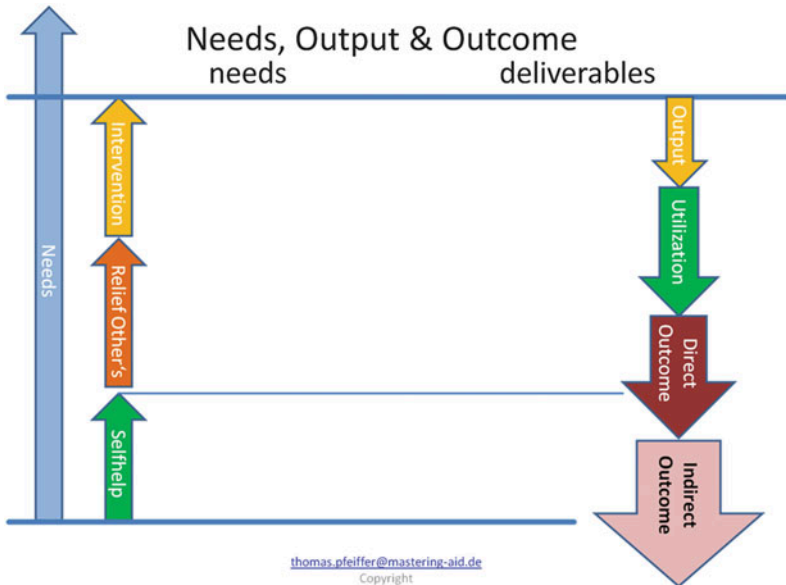 Needs, Output & Outcome
needs
deliverables
Needs
Intervention
Relief Other's
Selfhelp
Output
Utilization
Direct
Outcome
Indirect
Outcome
thomas.pfeiffer@mastering-aid.de
Copyright